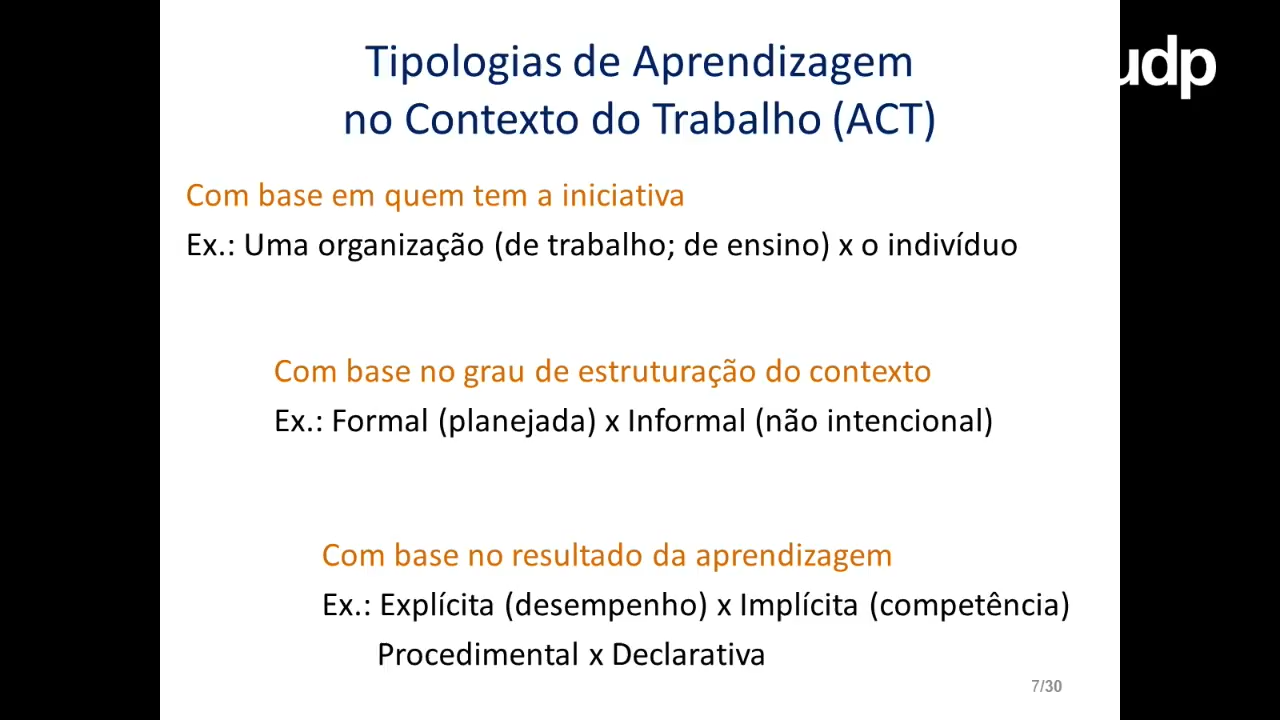 Tipologias de Aprendizagem
no Contexto do Trabalho (ACT)
udp
Com base em quem tem a iniciativa
Ex.: Uma organização (de trabalho; de ensino) x o indivíduo
Com base no grau de estruturação do contexto
Ex.: Formal (planejada) x Informal (não intencional)
Com base no resultado da aprendizagem
Ex.: Explícita (desempenho) x Implícita (competência)
Procedimental x Declarativa
7/30